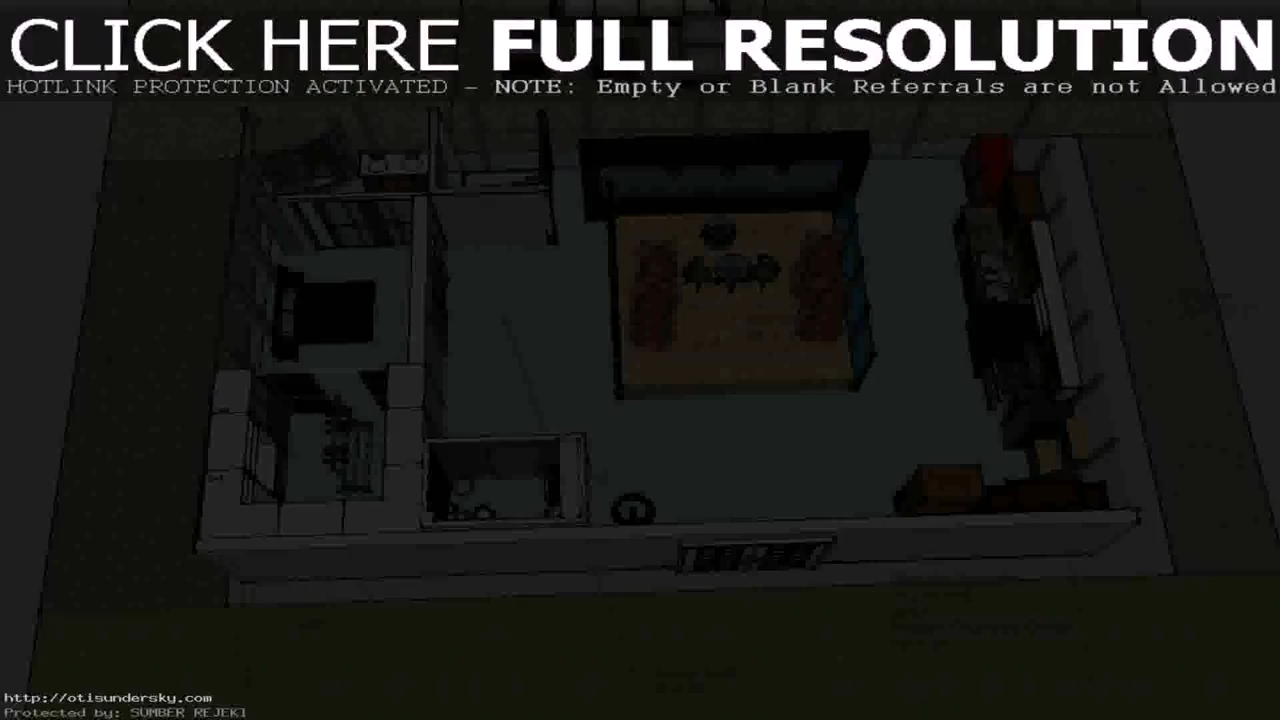 CLICK HERE FULL RESOLUTION
HOTLINK PROTECTION ACTIVATED - NOTE: Empty or Blank Referrals are not Allowed
http://otisundersky.com
Protected by: SUMBER REJEKI